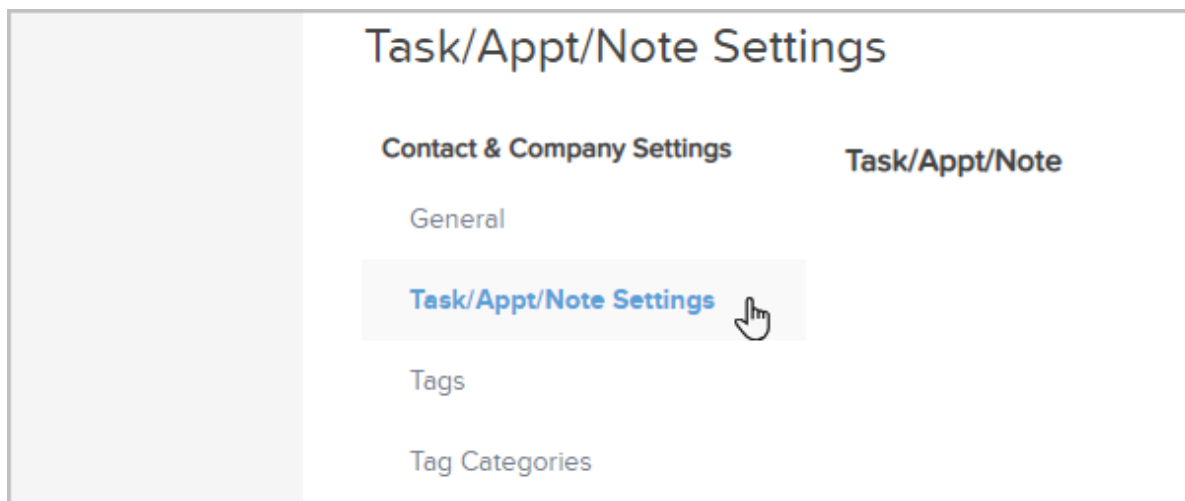 Task/Appt/Note Settings
Contact & Company Settings
General
Task/Appt/Note Settings
Tags
Tag Categories
Task/Appt/Note